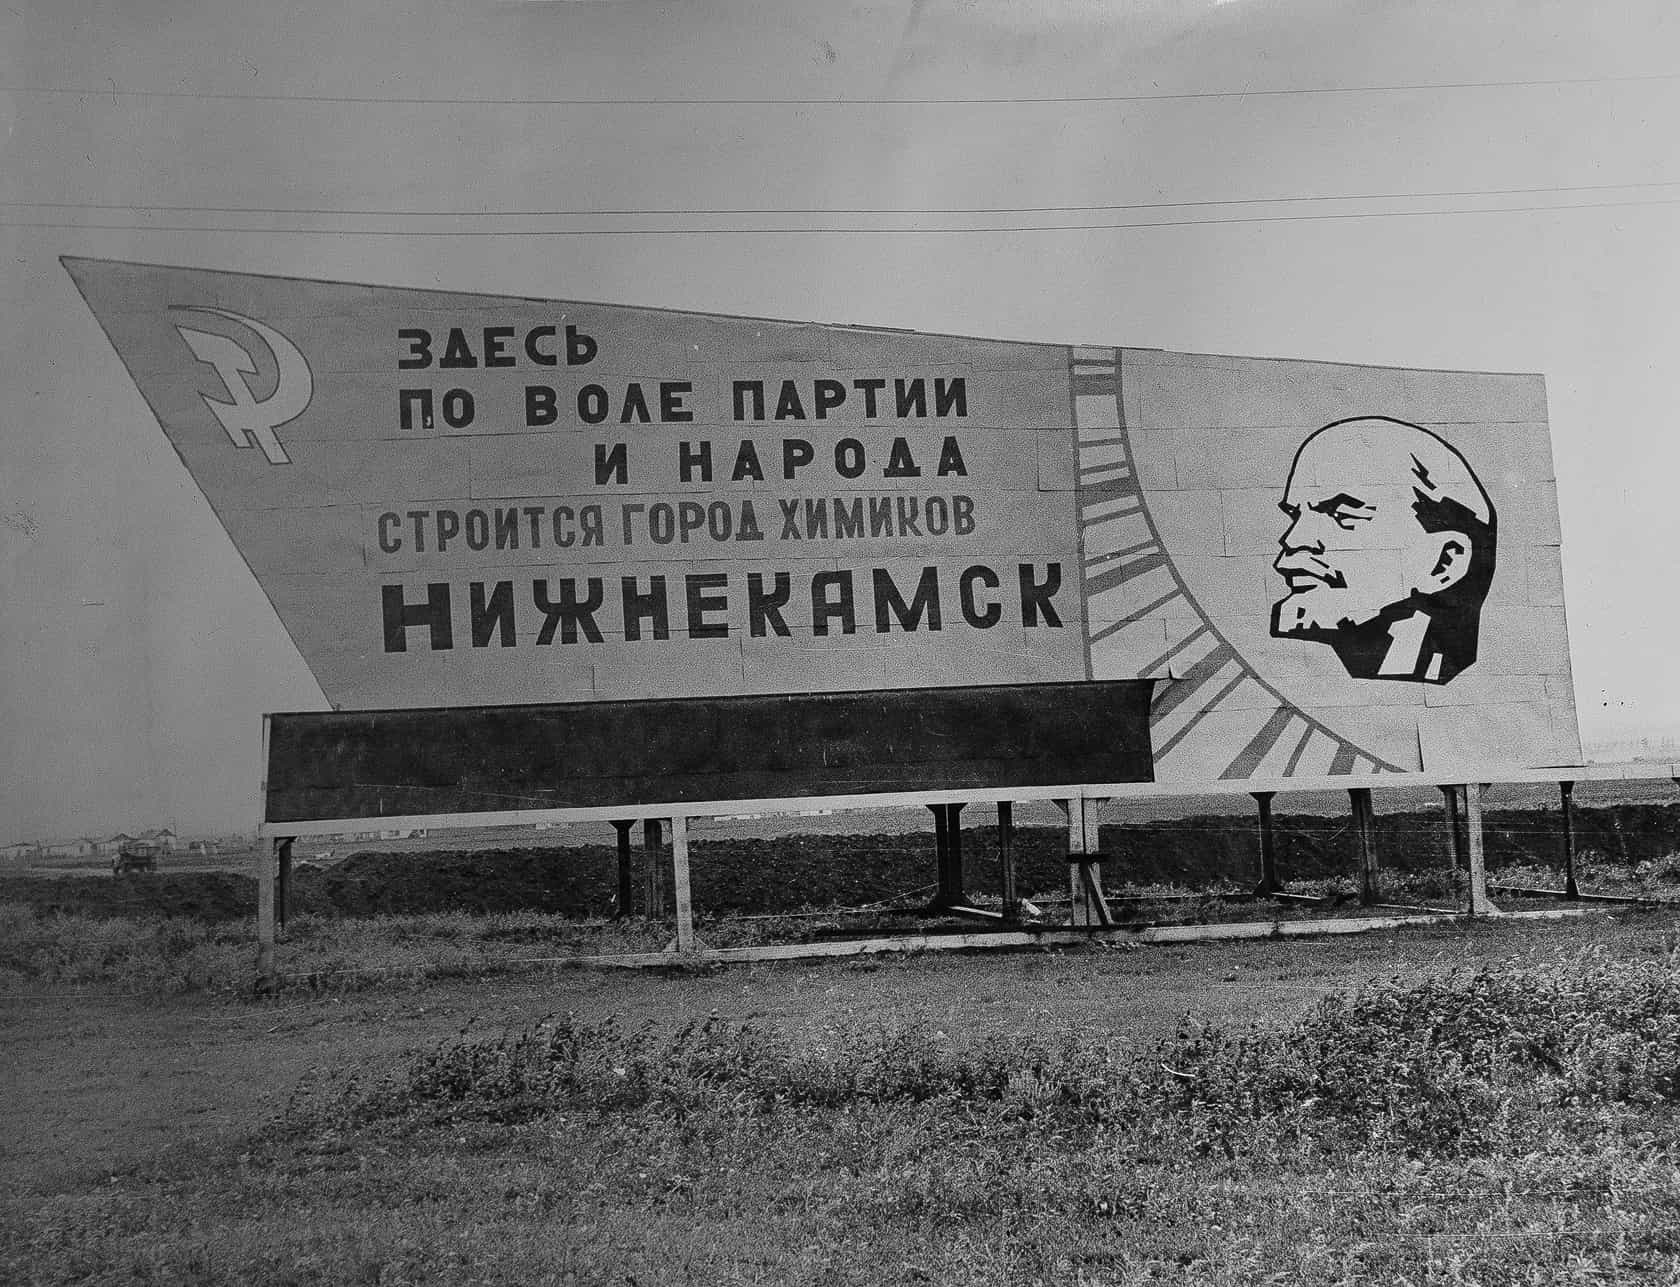 ЗДЕСЬ
ПО ВОЛЕ ПАРТИИ
И НАРОДА
СТРОИТСЯ ГОРОД ХИМИКОВ
НИЖНЕКАМСК